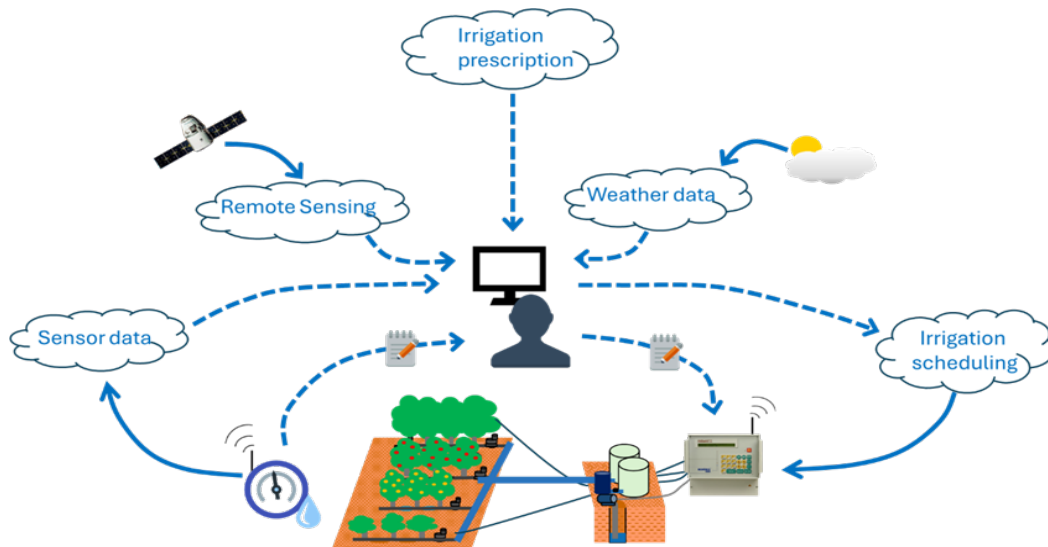 Irrigation
prescription
Remote Sensing
Weather data
Sensor data
Irrigation
scheduling